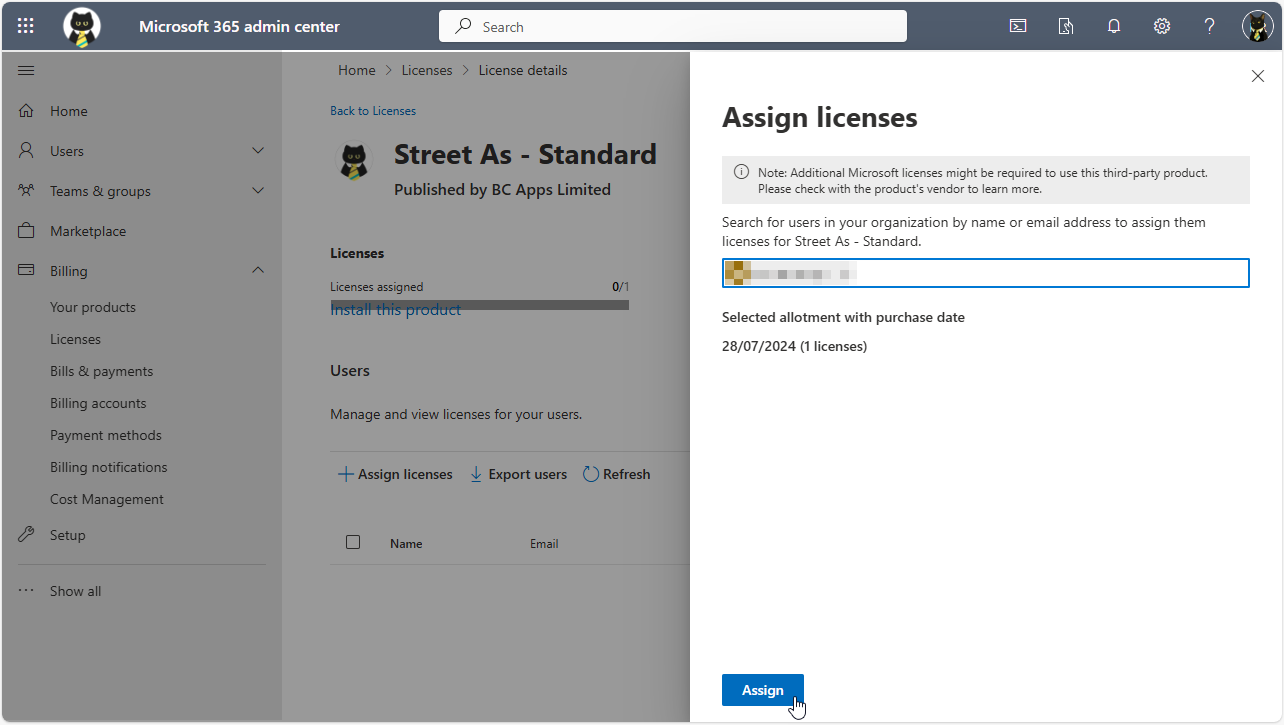 Microsoft 365 admin center
Search
Home
Users
Teams & groups
Marketplace
Billing
Your products
Licenses
Bills & payments
Billing accounts
Payment methods
Billing notifications
Cost Management
Setup
Show all
Home > Licenses > License details
Back to Licenses
Street As - Standard
Published by BC Apps Limited
Licenses
Licenses assigned 0/1
Install this product
Users
Manage and view licenses for your users.
Assign licenses Export users Refresh
Name Email
Assign licenses
Note: Additional Microsoft licenses might be required to use this third-party product.
Please check with the product's vendor to learn more.
Search for users in your organization by name or email address to assign them
licenses for Street As - Standard.
Selected allotment with purchase date
28/07/2024 (1 licenses)
Assign